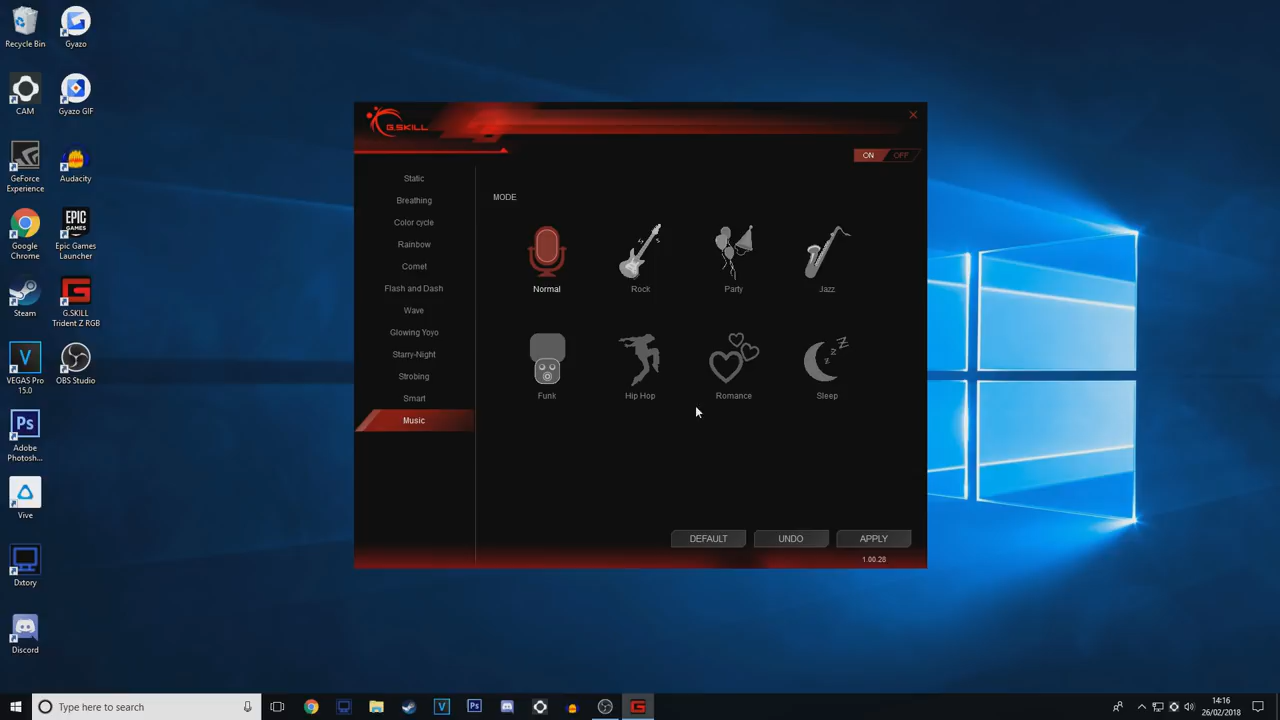 Recycle Bin
Gyazo
CAM
Gyazo GIF
GeForce
Experience
Audacity
Google
Chrome
EPIC
GAMES
Epic Games
Launcher
Steam
G.SKILL
Trident Z RGB
VEGAS Pro
15.0
OBS Studio
Ps
Adobe
Photosh...
Vive
Dxtory
Discord
G.SKILL
ON
OFF
Static
Breathing
Color cycle
Rainbow
Comet
Flash and Dash
Wave
Glowing Yoyo
Starry-Night
Strobing
Smart
Music
MODE
Normal
Rock
Party
Jazz
Funk
Hip Hop
Romance
Sleep
DEFAULT
UNDO
APPLY
1.00.28
Type here to search
14:16
26/02/2018